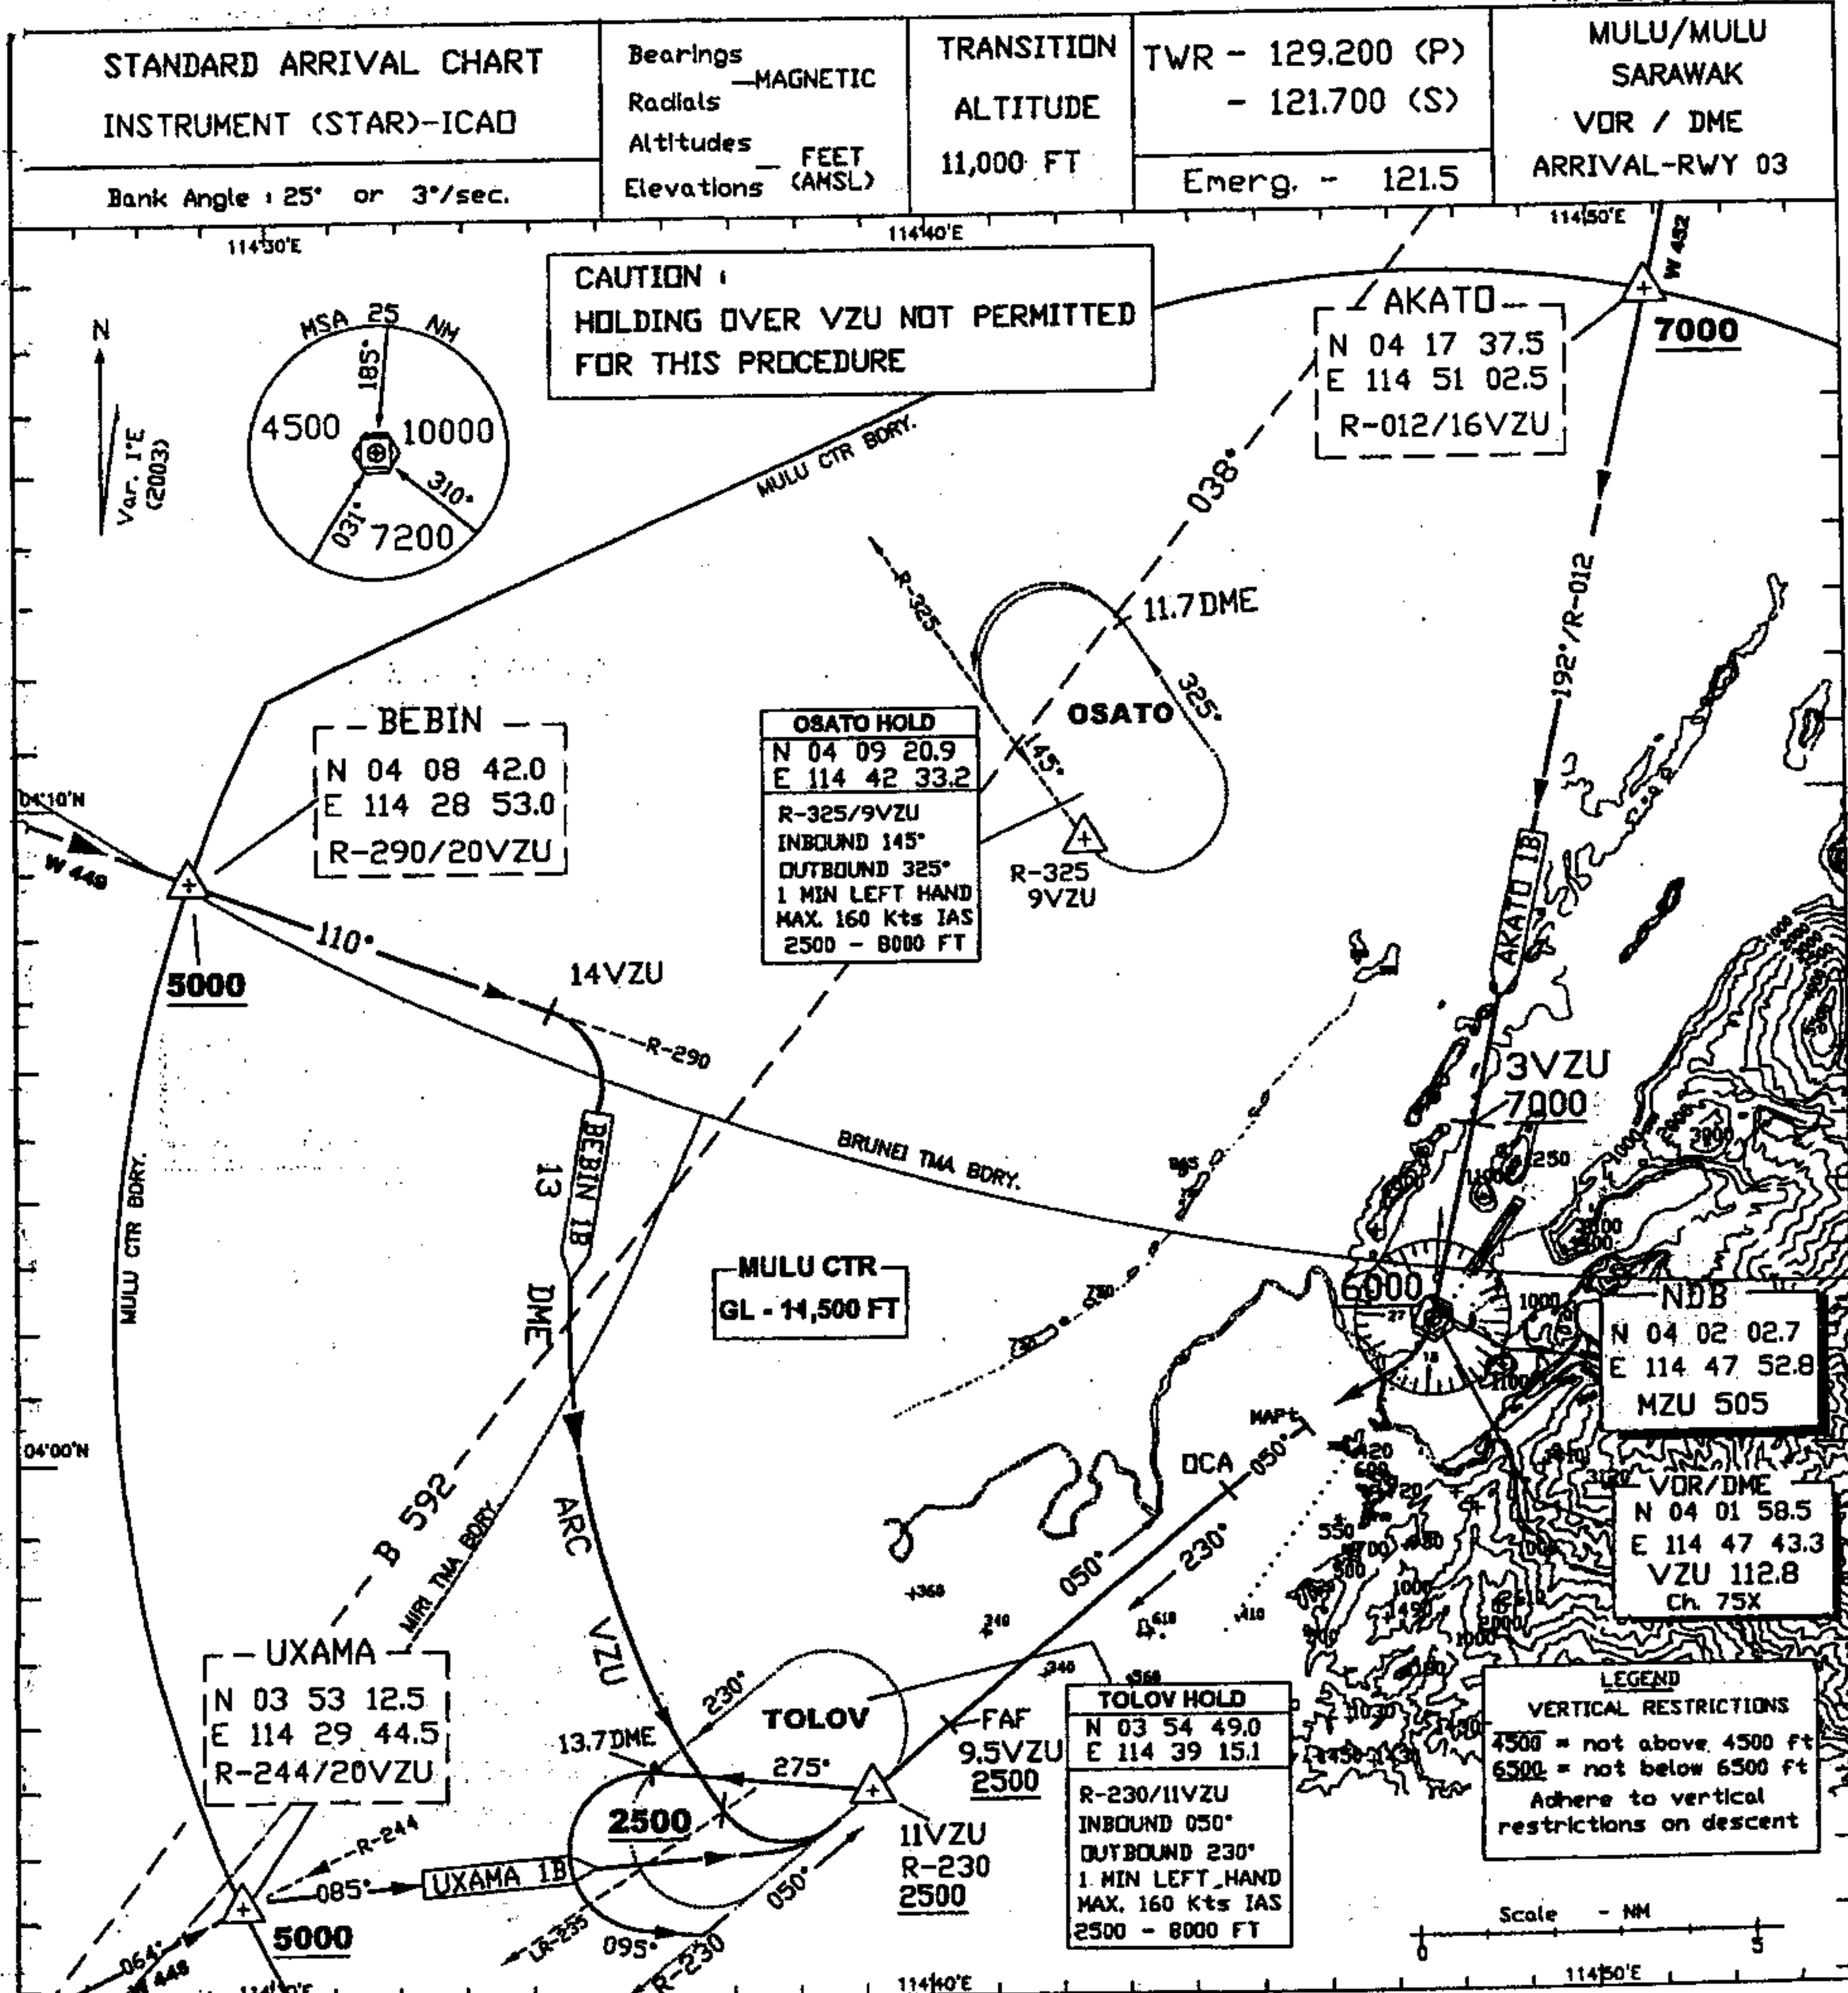 STANDARD ARRIVAL CHART
INSTRUMENT (STAR)-ICAO
Bank Angle : 25° or 3°/sec.
Bearings
Radials
—MAGNETIC
Altitudes
Elevations
— FEET
(AMSL)
TRANSITION
ALTITUDE
11,000 FT
TWR - 129.200 (P)
- 121.700 (S)
Emerg. - 121.5
MULU/MULU
SARAWAK
VOR / DME
ARRIVAL-RWY 03
114°30'E
114°40'E
114°50'E
CAUTION :
HOLDING OVER VZU NOT PERMITTED
FOR THIS PROCEDURE
N
Var. 1°E
(2003)
MSA 25 NM
185°
4500
10000
031°
310°
7200
W 452
AKATO
N 04 17 37.5
E 114 51 02.5
R-012/16VZU
7000
MULU CTR BDRY.
038°
192°/R-012
AKATO 1B
R-325
11.7DME
325°
OSATO
145°
R-325
9VZU
OSATO HOLD
N 04 09 20.9
E 114 42 33.2
R-325/9VZU
INBOUND 145°
OUTBOUND 325°
1 MIN LEFT HAND
MAX. 160 Kts IAS
2500 - 8000 FT
BEBIN
N 04 08 42.0
E 114 28 53.0
R-290/20VZU
04°10'N
W 449
5000
110°
14VZU
R-290
BEBIN 1B
13 DME ARC VZU
MULU CTR BDRY.
BRUNEI TMA BDRY.
3VZU
7000
MULU CTR
GL - 11,500 FT
6000
NDB
N 04 02 02.7
E 114 47 52.8
MZU 505
VOR/DME
N 04 01 58.5
E 114 47 43.3
VZU 112.8
Ch. 75X
04°00'N
B 592
MIRI TMA BDRY.
MAPt
050°
OCA
230°
050°
UXAMA
N 03 53 12.5
E 114 29 44.5
R-244/20VZU
R-244
085°
UXAMA 1B
5000
064°
W 448
230°
TOLOV
13.7DME
275°
2500
FAF
9.5VZU
2500
11VZU
R-230
2500
050°
095°
LR-235
R-230
TOLOV HOLD
N 03 54 49.0
E 114 39 15.1
R-230/11VZU
INBOUND 050°
OUTBOUND 230°
1 MIN LEFT HAND
MAX. 160 Kts IAS
2500 - 8000 FT
LEGEND
VERTICAL RESTRICTIONS
4500 = not above 4500 ft
6500 = not below 6500 ft
Adhere to vertical
restrictions on descent
Scale - NM
0 5
114°40'E
114°50'E